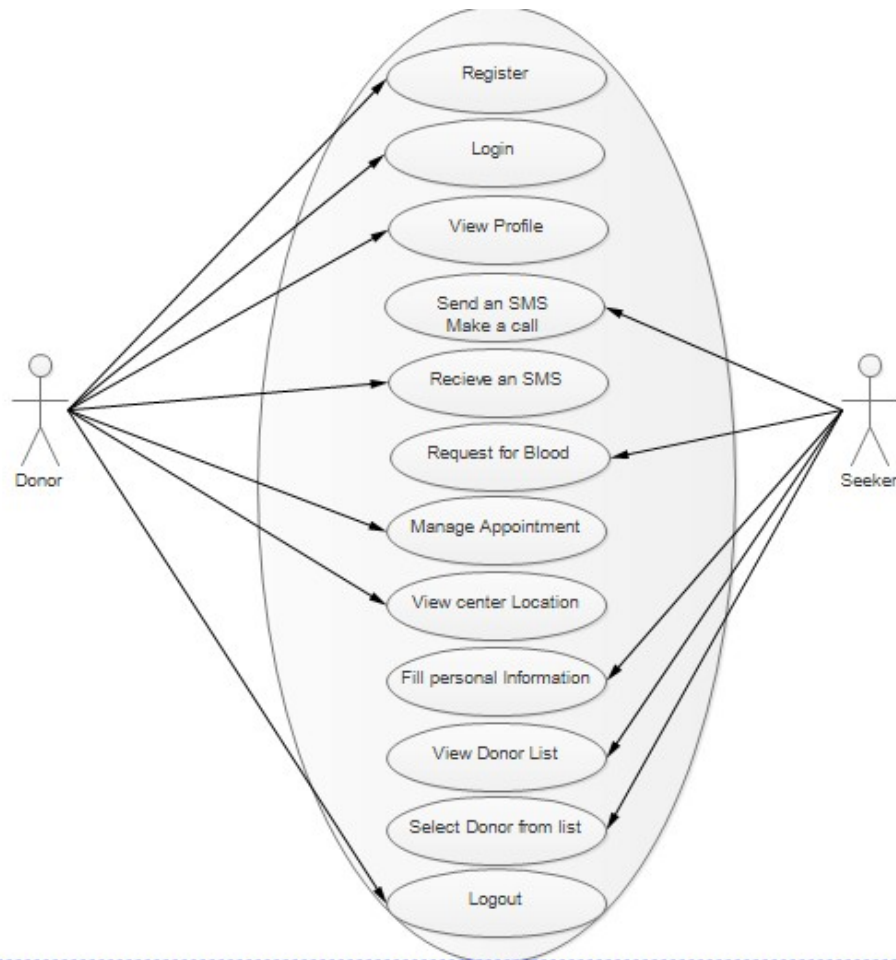 Register
Login
View Profile
Send an SMS
Make a call
Recieve an SMS
Request for Blood
Donor
Seeker
Manage Appointment
View center Location
Fill personal Information
View Donor List
Select Donor from list
Logout